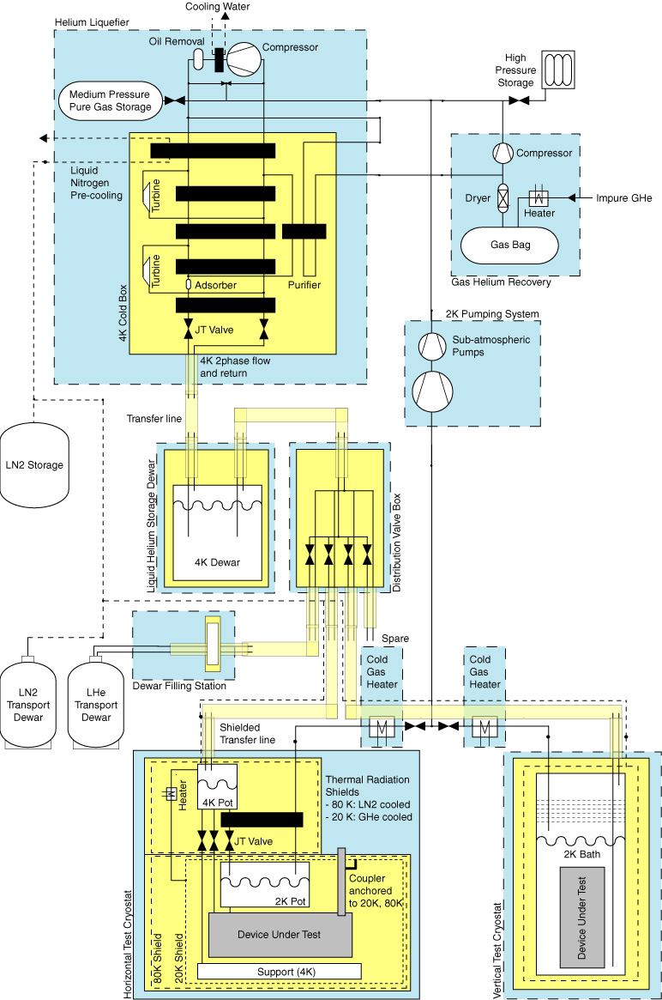 Cooling Water
Helium Liquefier
Oil Removal
Compressor
High
Pressure
Storage
Medium Pressure
Pure Gas Storage
Compressor
Liquid
Nitrogen
Pre-cooling
Turbine
Dryer
Heater
Impure GHe
Gas Bag
Turbine
Adsorber
Purifier
Gas Helium Recovery
4K Cold Box
JT Valve
2K Pumping System
Sub-atmospheric
Pumps
4K 2phase flow
and return
Transfer line
LN2 Storage
Liquid Helium Storage Dewar
4K Dewar
Distribution Valve Box
Spare
Dewar Filling Station
LN2
Transport
Dewar
LHe
Transport
Dewar
Cold
Gas
Heater
Cold
Gas
Heater
Shielded
Transfer line
Thermal Radiation
Shields
- 80 K: LN2 cooled
- 20 K: GHe cooled
Heater
M
4K Pot
JT Valve
2K Pot
Coupler
anchored
to 20K, 80K
Device Under Test
Support (4K)
80K Shield
20K Shield
Horizontal Test Cryostat
2K Bath
Device Under Test
Vertical Test Cryostat